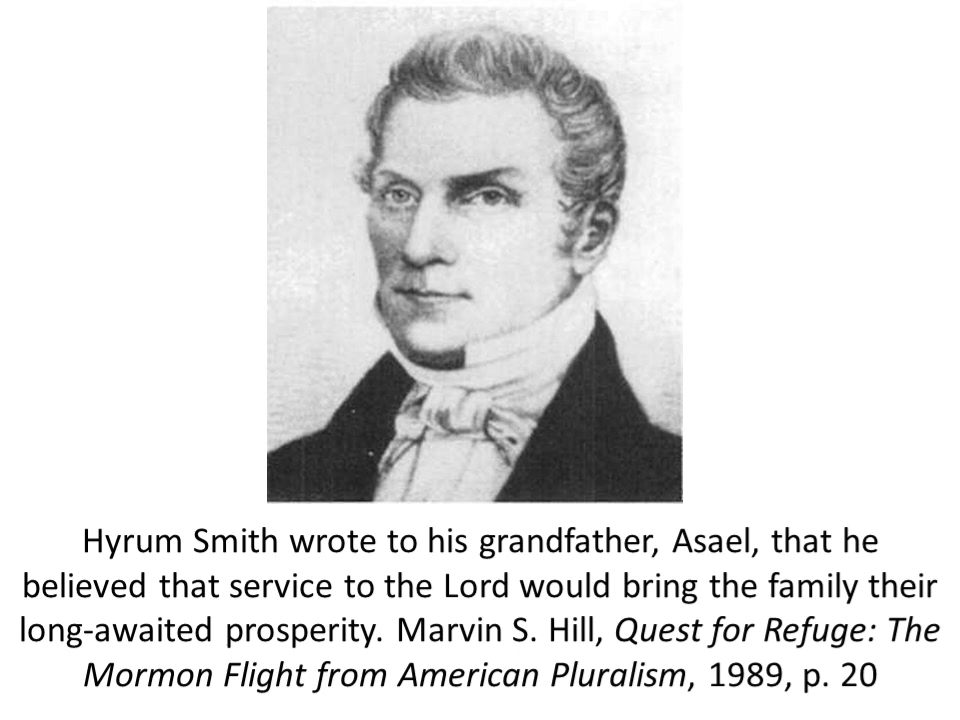 Hyrum Smith wrote to his grandfather, Asael, that he
believed that service to the Lord would bring the family their
long-awaited prosperity. Marvin S. Hill, Quest for Refuge: The
Mormon Flight from American Pluralism, 1989, p. 20